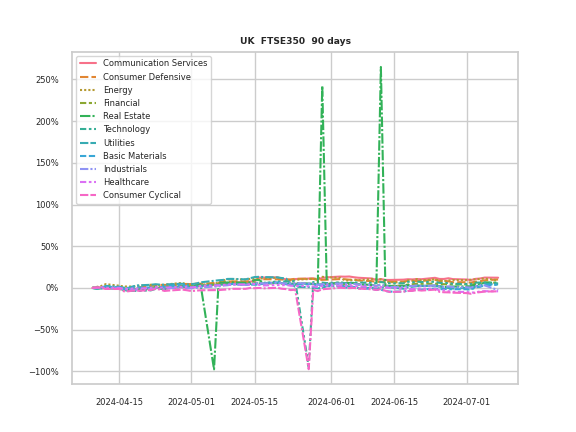 UK  FTSE350  90 days
Communication Services
Consumer Defensive
Energy
Financial
Real Estate
Technology
Utilities
Basic Materials
Industrials
Healthcare
Consumer Cyclical
250%
200%
150%
100%
50%
0%
−50%
−100%
2024-04-15 2024-05-01 2024-05-15 2024-06-01 2024-06-15 2024-07-01